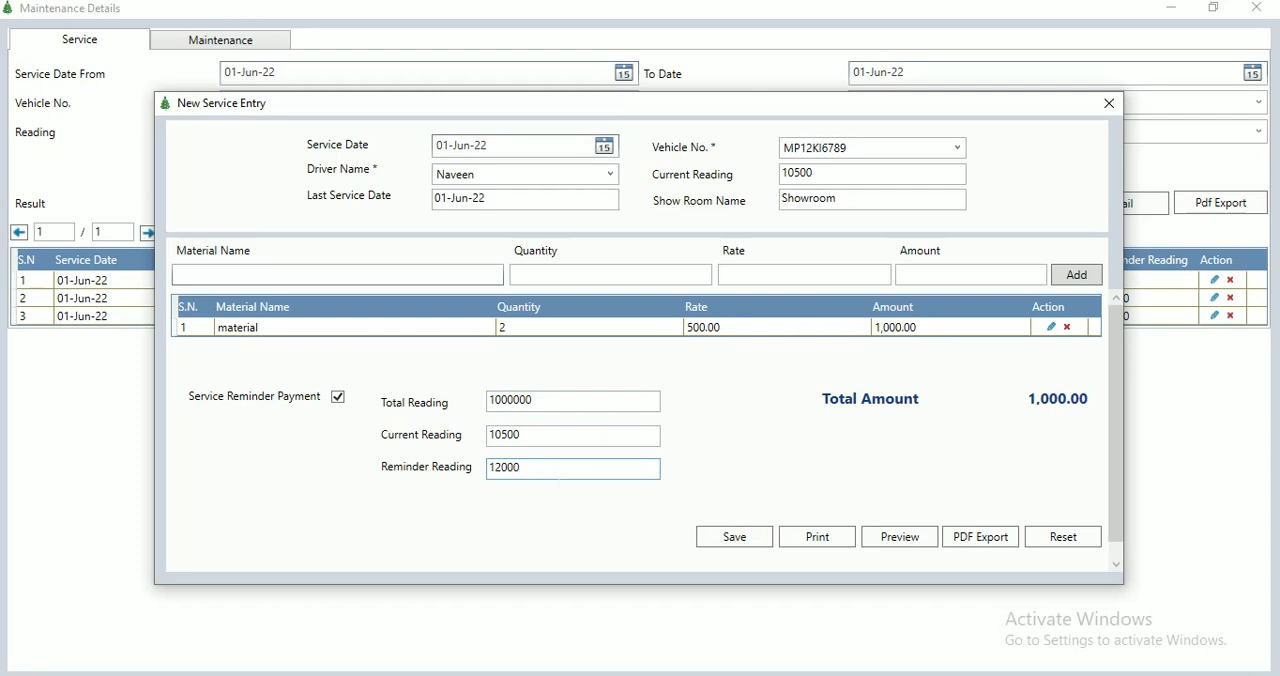 Maintenance Details
Service Maintenance
Service Date From 01-Jun-22 15 To Date 01-Jun-22 15
Vehicle No.
Reading
Result
Pdf Export
1 / 1
S.N Service Date Reading Action
1 01-Jun-22
2 01-Jun-22 0
3 01-Jun-22 0
New Service Entry
Service Date 01-Jun-22 15 Vehicle No. * MP12KI6789
Driver Name * Naveen Current Reading 10500
Last Service Date 01-Jun-22 Show Room Name Showroom
Material Name Quantity Rate Amount
Add
S.N. Material Name Quantity Rate Amount Action
1 material 2 500.00 1,000.00
Service Reminder Payment Total Reading 1000000 Total Amount 1,000.00
Current Reading 10500
Reminder Reading 12000
Save Print Preview PDF Export Reset
Activate Windows
Go to Settings to activate Windows.